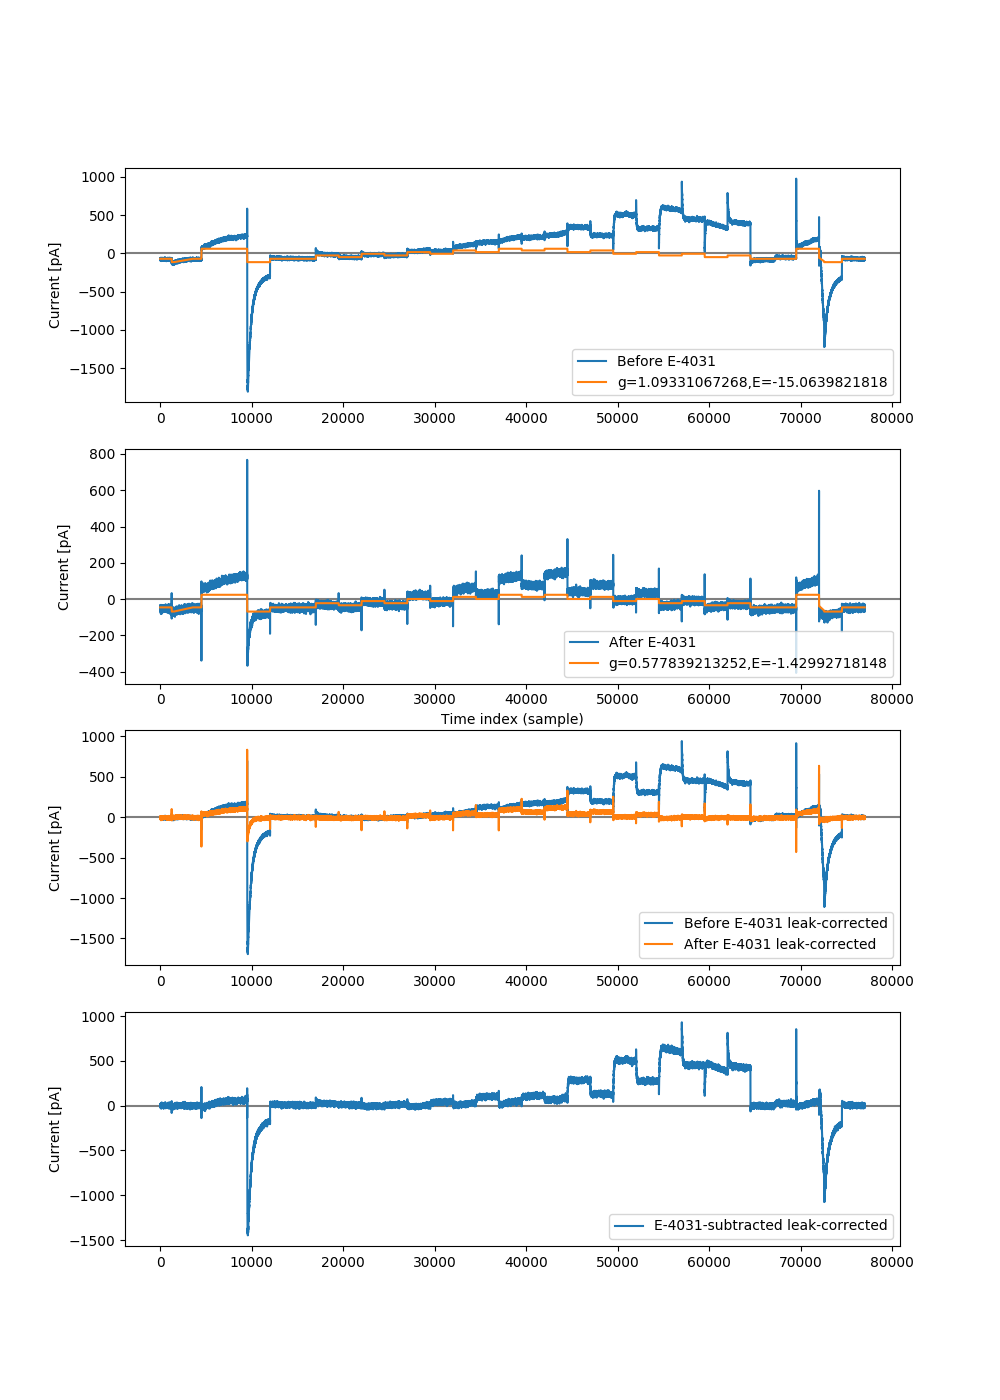 1000
500
0
−500
−1000
−1500
Current [pA]
Before E-4031
g=1.09331067268,E=-15.0639821818
0 10000 20000 30000 40000 50000 60000 70000 80000
800
600
400
200
0
−200
−400
Current [pA]
After E-4031
g=0.577839213252,E=-1.42992718148
0 10000 20000 30000 40000 50000 60000 70000 80000
Time index (sample)
1000
500
0
−500
−1000
−1500
Current [pA]
Before E-4031 leak-corrected
After E-4031 leak-corrected
0 10000 20000 30000 40000 50000 60000 70000 80000
1000
500
0
−500
−1000
−1500
Current [pA]
E-4031-subtracted leak-corrected
0 10000 20000 30000 40000 50000 60000 70000 80000